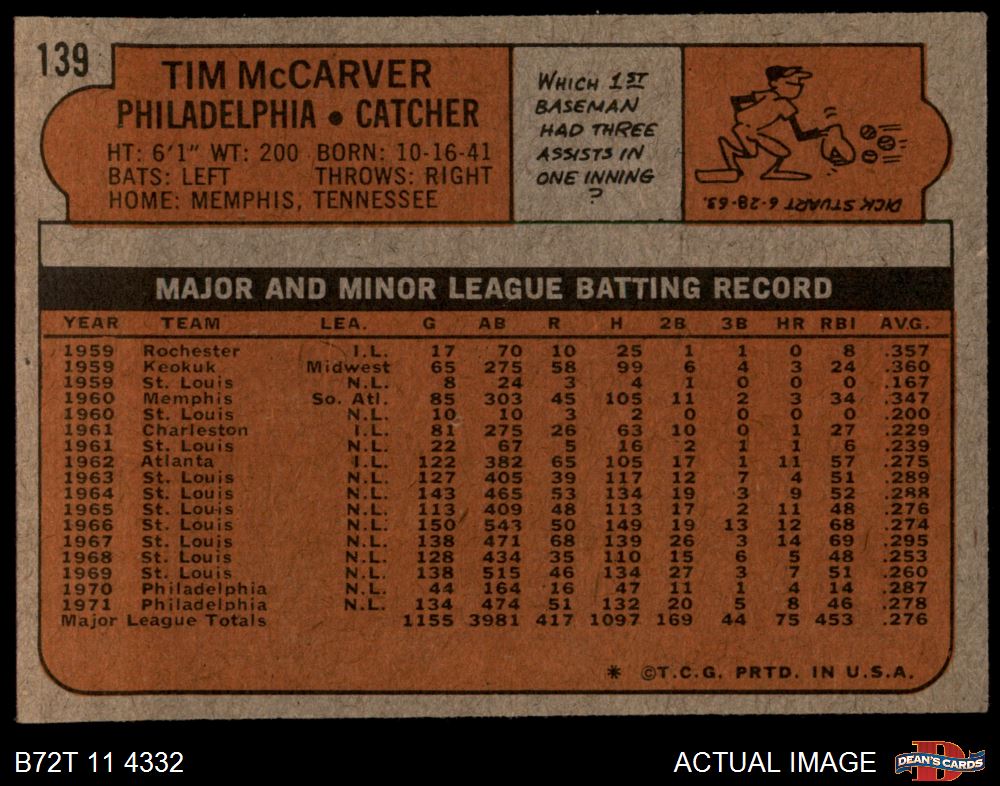 139
TIM McCARVER
PHILADELPHIA • CATCHER
HT: 6'1" WT: 200 BORN: 10-16-41
BATS: LEFT THROWS: RIGHT
HOME: MEMPHIS, TENNESSEE
WHICH 1ST
BASEMAN
HAD THREE
ASSISTS IN
ONE INNING
?
DICK STUART 6-28-63.
MAJOR AND MINOR LEAGUE BATTING RECORD
YEAR TEAM LEA. G AB R H 2B 3B HR RBI AVG.
1959 Rochester I.L. 17 70 10 25 1 1 0 8 .357
1959 Keokuk Midwest 65 275 58 99 6 4 3 24 .360
1959 St. Louis N.L. 8 24 3 4 1 0 0 0 .167
1960 Memphis So. Atl. 85 303 45 105 11 2 3 34 .347
1960 St. Louis N.L. 10 10 3 2 0 0 0 0 .200
1961 Charleston I.L. 81 275 26 63 10 0 1 27 .229
1961 St. Louis N.L. 22 67 5 16 2 1 1 6 .239
1962 Atlanta I.L. 122 382 65 105 17 1 11 57 .275
1963 St. Louis N.L. 127 405 39 117 12 7 4 51 .289
1964 St. Louis N.L. 143 465 53 134 19 3 9 52 .288
1965 St. Louis N.L. 113 409 48 113 17 2 11 48 .276
1966 St. Louis N.L. 150 543 50 149 19 13 12 68 .274
1967 St. Louis N.L. 138 471 68 139 26 3 14 69 .295
1968 St. Louis N.L. 128 434 35 110 15 6 5 48 .253
1969 St. Louis N.L. 138 515 46 134 27 3 7 51 .260
1970 Philadelphia N.L. 44 164 16 47 11 1 4 14 .287
1971 Philadelphia N.L. 134 474 51 132 20 5 8 46 .278
Major League Totals 1155 3981 417 1097 169 44 75 453 .276
* ©T.C.G. PRTD. IN U.S.A.
B72T 11 4332
ACTUAL IMAGE
D
DEAN'S CARDS